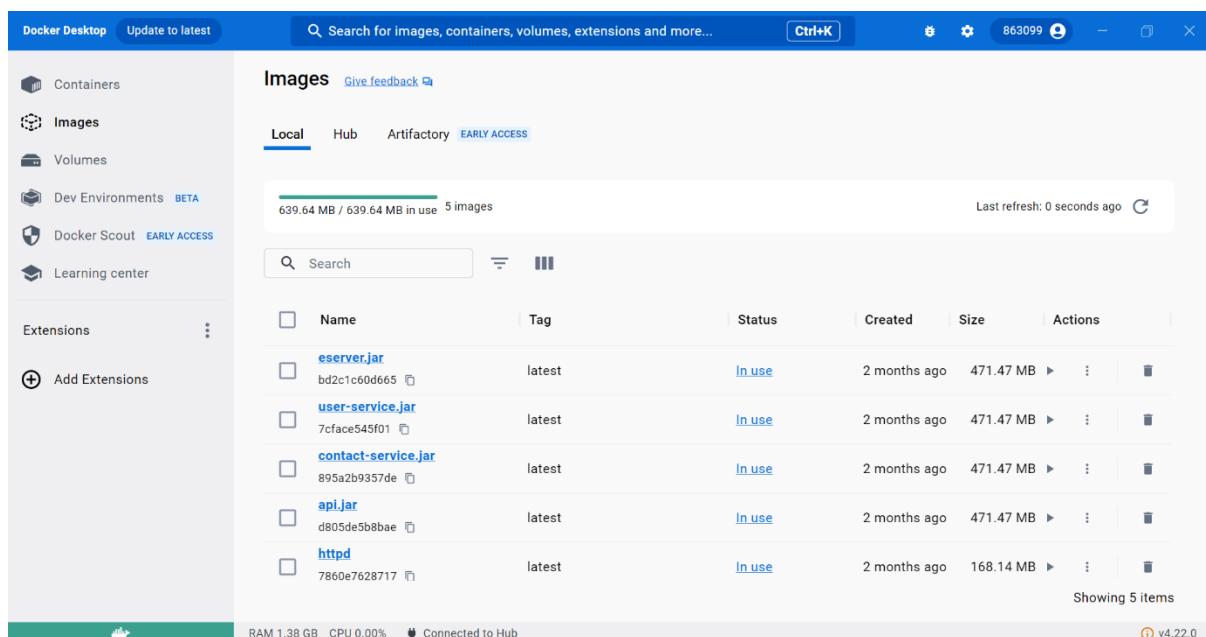 Docker Desktop Update to latest Search for images, containers, volumes, extensions and more... Ctrl+K 863099
Containers
Images
Volumes
Dev Environments BETA
Docker Scout EARLY ACCESS
Learning center
Extensions
Add Extensions
Images Give feedback
Local Hub Artifactory EARLY ACCESS
639.64 MB / 639.64 MB in use 5 images Last refresh: 0 seconds ago
Search
Name Tag Status Created Size Actions
eserver.jar
bd2c1c60d665 latest In use 2 months ago 471.47 MB
user-service.jar
7cface545f01 latest In use 2 months ago 471.47 MB
contact-service.jar
895a2b9357de latest In use 2 months ago 471.47 MB
api.jar
d805de5b8bae latest In use 2 months ago 471.47 MB
httpd
7860e7628717 latest In use 2 months ago 168.14 MB
Showing 5 items
RAM 1.38 GB CPU 0.00% Connected to Hub v4.22.0